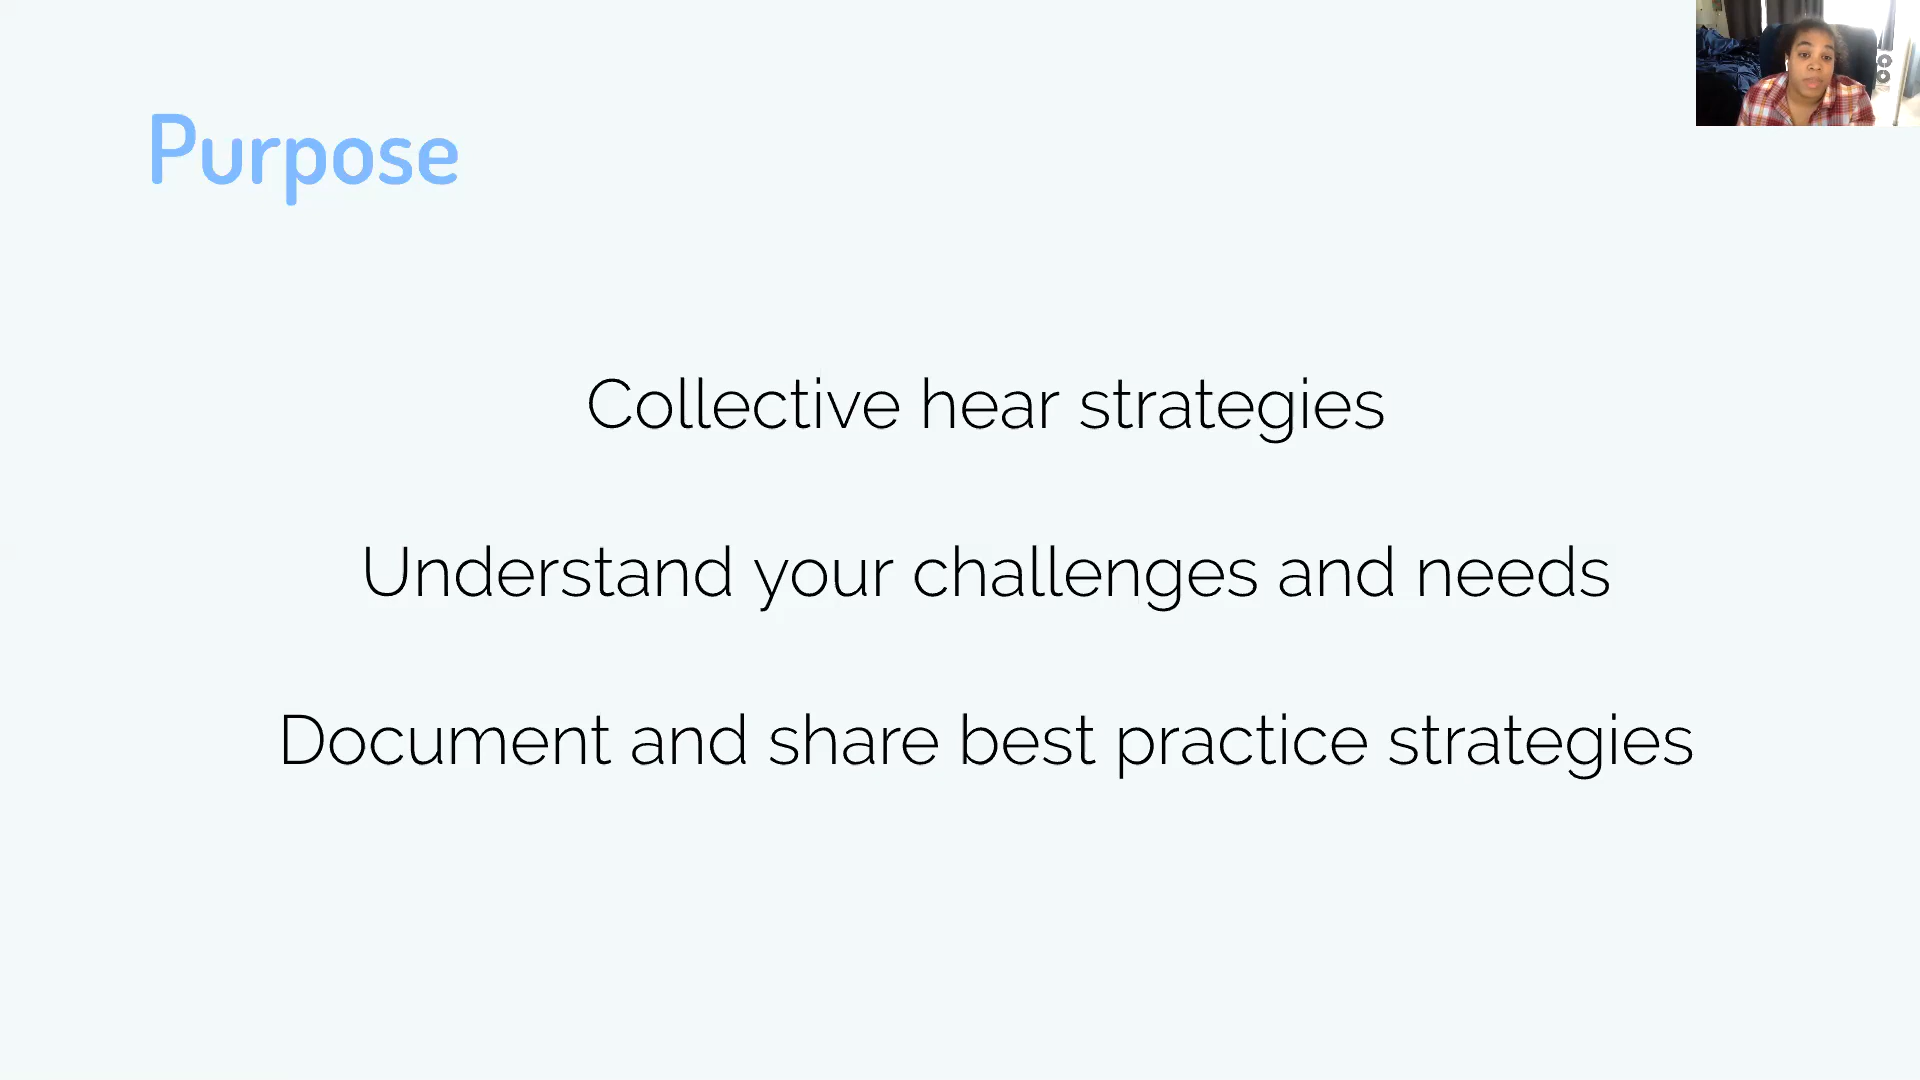 Purpose
Collective hear strategies
Understand your challenges and needs
Document and share best practice strategies